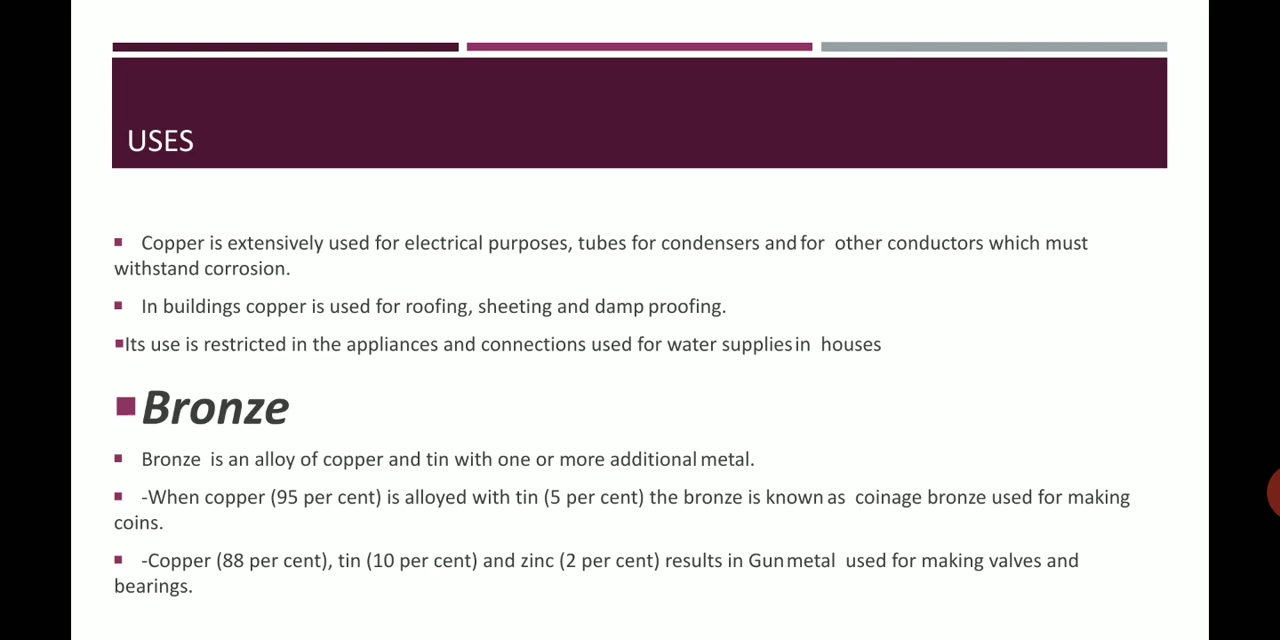 USES
Copper is extensively used for electrical purposes, tubes for condensers and for other conductors which must
withstand corrosion.
In buildings copper is used for roofing, sheeting and damp proofing.
Its use is restricted in the appliances and connections used for water supplies in houses
Bronze
Bronze is an alloy of copper and tin with one or more additional metal.
-When copper (95 per cent) is alloyed with tin (5 per cent) the bronze is known as coinage bronze used for making
coins.
-Copper (88 per cent), tin (10 per cent) and zinc (2 per cent) results in Gun metal used for making valves and
bearings.